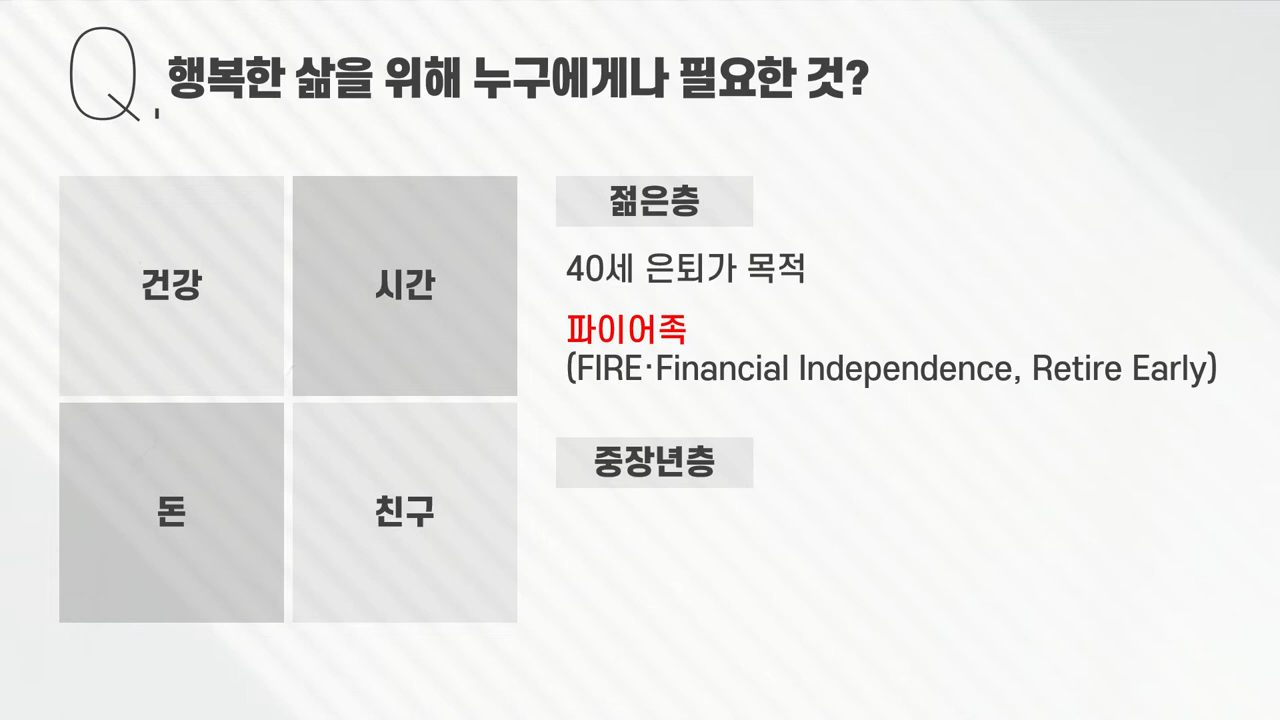 Q. 행복한 삶을 위해 누구에게나 필요한 것?
건강
시간
돈
친구
젊은층
40세 은퇴가 목적
파이어족
(FIRE·Financial Independence, Retire Early)
중장년층